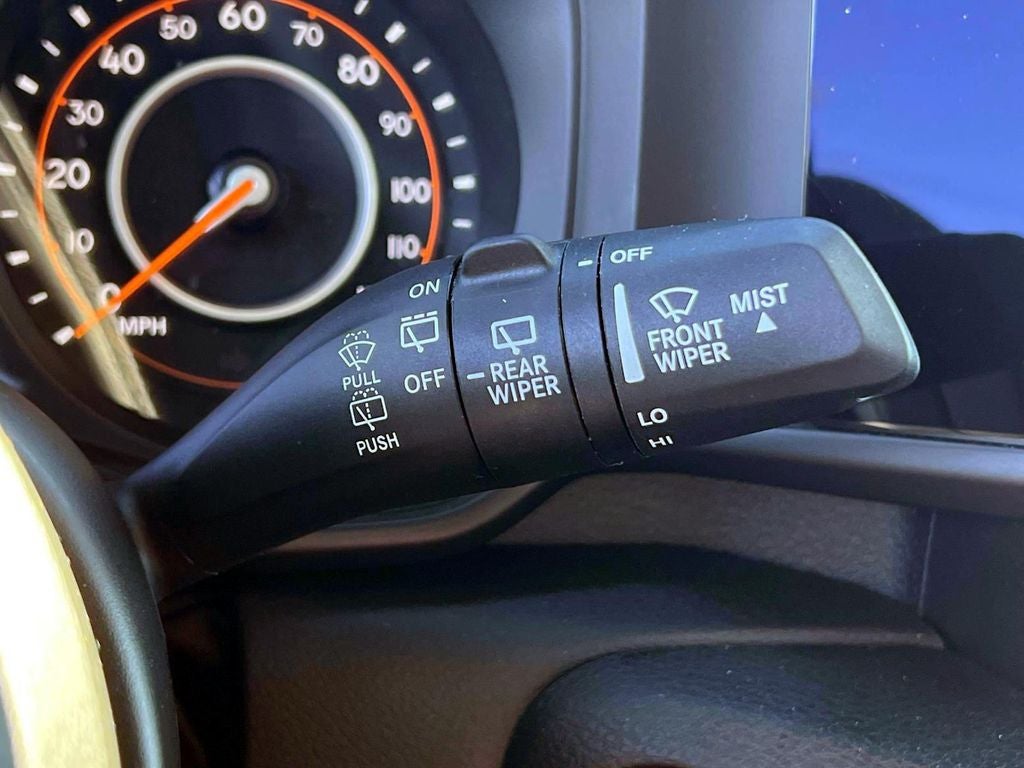 60
50
70
40
80
30
90
20
100
10
110
0
MPH
ON
OFF
PULL
PUSH
REAR
WIPER
OFF
FRONT
WIPER
MIST
LO
HI